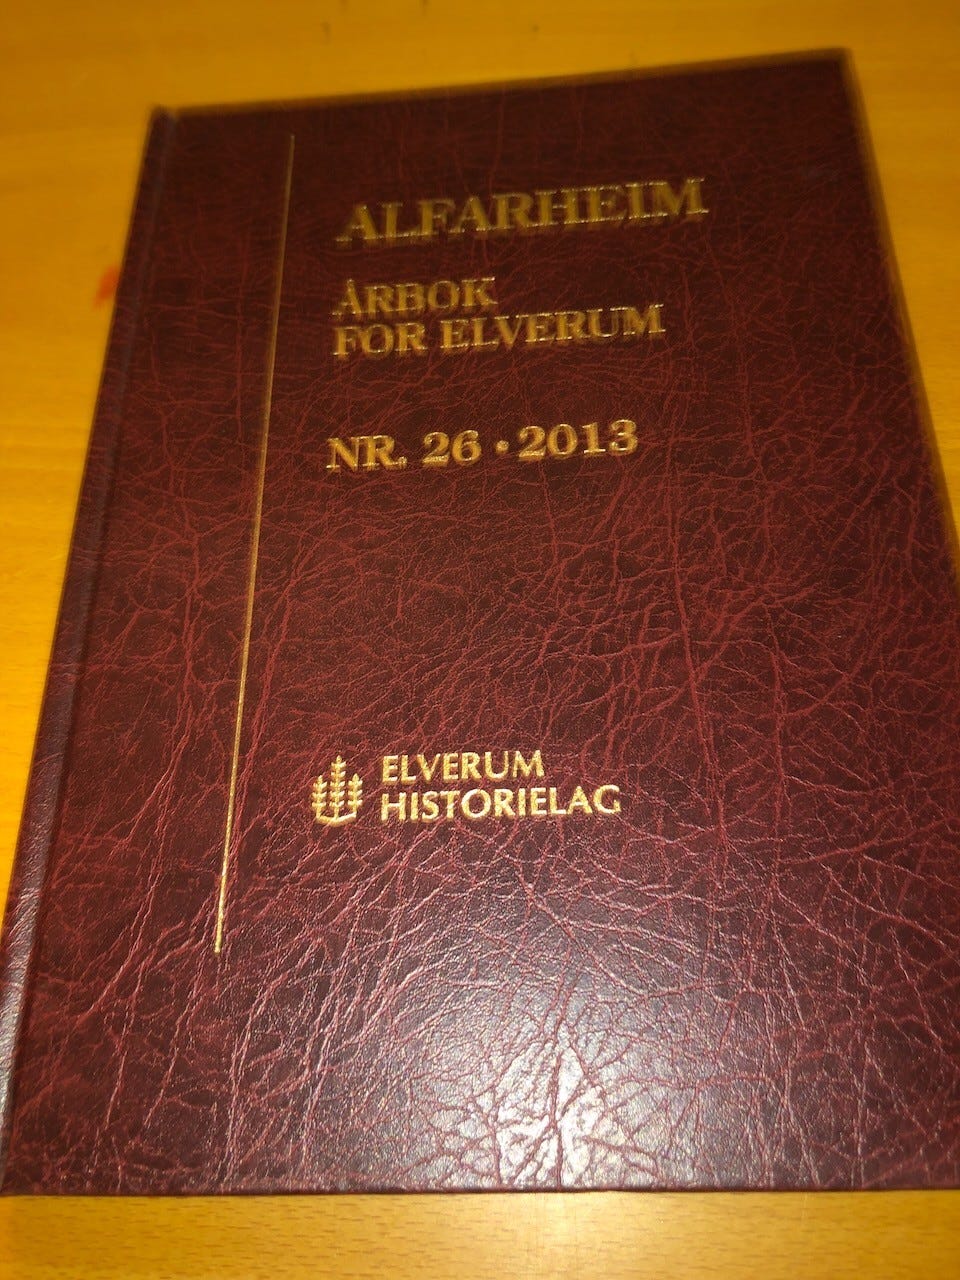 ALFARHEIM
ÅRBOK
FOR ELVERUM
NR. 26 • 2013
ELVERUM
HISTORIELAG